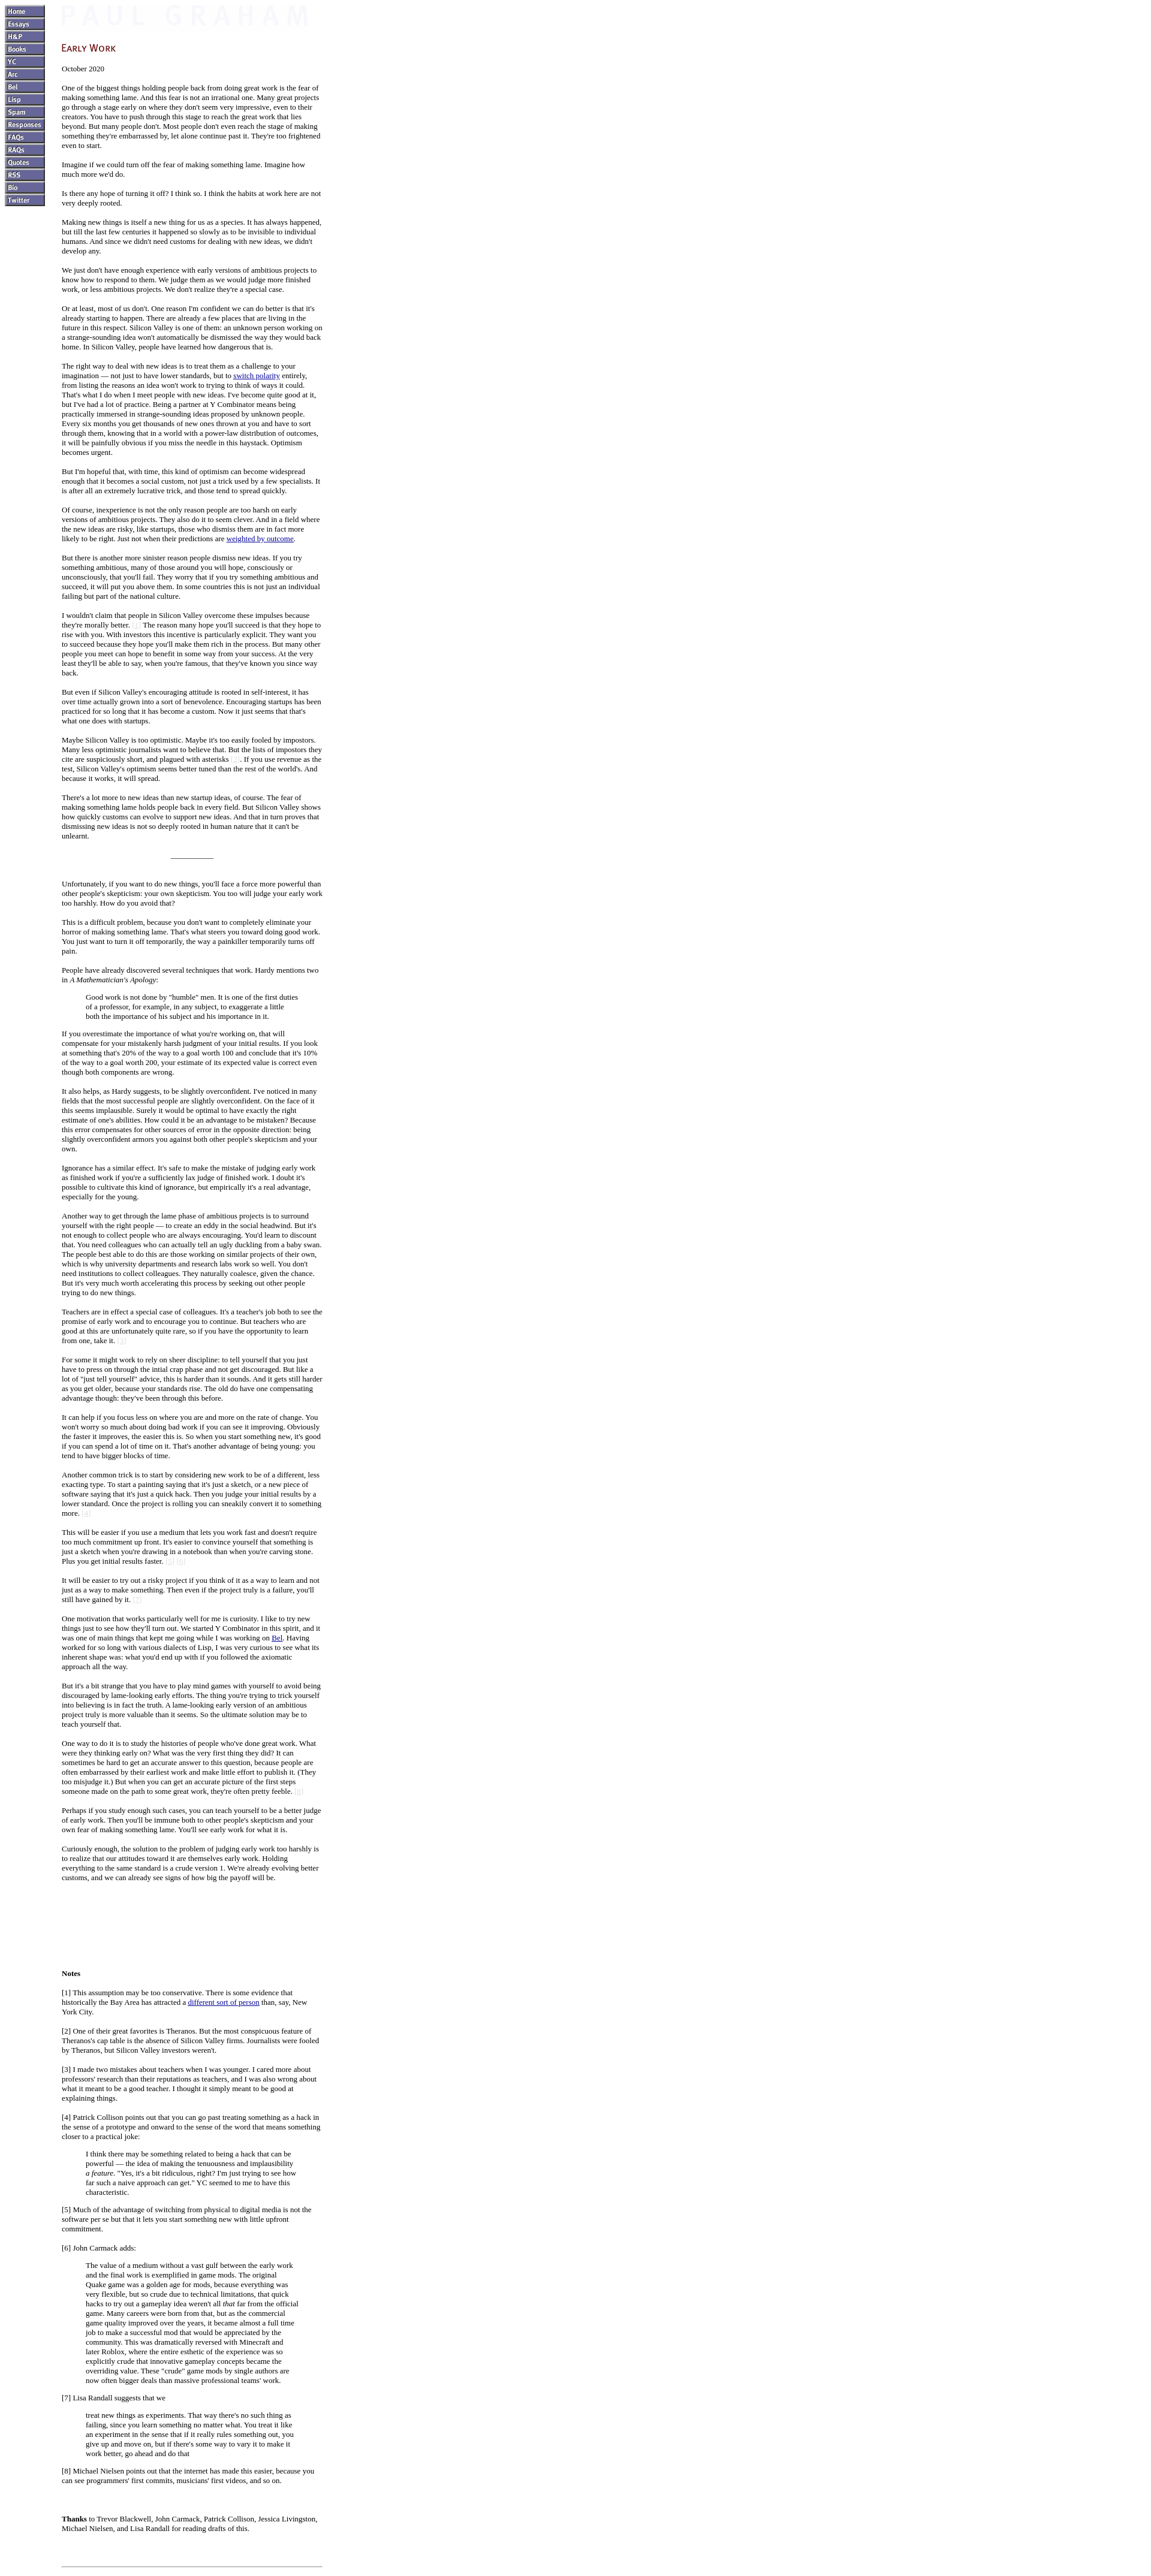 Home
Essays
H&P
Books
YC
Arc
Bel
Lisp
Spam
Responses
FAQs
RAQs
Quotes
RSS
Bio
Twitter
PAUL GRAHAM
Early Work
October 2020
One of the biggest things holding people back from doing great work is the fear of
making something lame. And this fear is not an irrational one. Many great projects
go through a stage early on where they don't seem very impressive, even to their
creators. You have to push through this stage to reach the great work that lies
beyond. But many people don't. Most people don't even reach the stage of making
something they're embarrassed by, let alone continue past it. They're too frightened
even to start.
Imagine if we could turn off the fear of making something lame. Imagine how
much more we'd do.
Is there any hope of turning it off? I think so. I think the habits at work here are not
very deeply rooted.
Making new things is itself a new thing for us as a species. It has always happened,
but till the last few centuries it happened so slowly as to be invisible to individual
humans. And since we didn't need customs for dealing with new ideas, we didn't
develop any.
We just don't have enough experience with early versions of ambitious projects to
know how to respond to them. We judge them as we would judge more finished
work, or less ambitious projects. We don't realize they're a special case.
Or at least, most of us don't. One reason I'm confident we can do better is that it's
already starting to happen. There are already a few places that are living in the
future in this respect. Silicon Valley is one of them: an unknown person working on
a strange-sounding idea won't automatically be dismissed the way they would back
home. In Silicon Valley, people have learned how dangerous that is.
The right way to deal with new ideas is to treat them as a challenge to your
imagination — not just to have lower standards, but to switch polarity entirely,
from listing the reasons an idea won't work to trying to think of ways it could.
That's what I do when I meet people with new ideas. I've become quite good at it,
but I've had a lot of practice. Being a partner at Y Combinator means being
practically immersed in strange-sounding ideas proposed by unknown people.
Every six months you get thousands of new ones thrown at you and have to sort
through them, knowing that in a world with a power-law distribution of outcomes,
it will be painfully obvious if you miss the needle in this haystack. Optimism
becomes urgent.
But I'm hopeful that, with time, this kind of optimism can become widespread
enough that it becomes a social custom, not just a trick used by a few specialists. It
is after all an extremely lucrative trick, and those tend to spread quickly.
Of course, inexperience is not the only reason people are too harsh on early
versions of ambitious projects. They also do it to seem clever. And in a field where
the new ideas are risky, like startups, those who dismiss them are in fact more
likely to be right. Just not when their predictions are weighted by outcome.
But there is another more sinister reason people dismiss new ideas. If you try
something ambitious, many of those around you will hope, consciously or
unconsciously, that you'll fail. They worry that if you try something ambitious and
succeed, it will put you above them. In some countries this is not just an individual
failing but part of the national culture.
I wouldn't claim that people in Silicon Valley overcome these impulses because
they're morally better. [1] The reason many hope you'll succeed is that they hope to
rise with you. With investors this incentive is particularly explicit. They want you
to succeed because they hope you'll make them rich in the process. But many other
people you meet can hope to benefit in some way from your success. At the very
least they'll be able to say, when you're famous, that they've known you since way
back.
But even if Silicon Valley's encouraging attitude is rooted in self-interest, it has
over time actually grown into a sort of benevolence. Encouraging startups has been
practiced for so long that it has become a custom. Now it just seems that that's
what one does with startups.
Maybe Silicon Valley is too optimistic. Maybe it's too easily fooled by impostors.
Many less optimistic journalists want to believe that. But the lists of impostors they
cite are suspiciously short, and plagued with asterisks [2]. If you use revenue as the
test, Silicon Valley's optimism seems better tuned than the rest of the world's. And
because it works, it will spread.
There's a lot more to new ideas than new startup ideas, of course. The fear of
making something lame holds people back in every field. But Silicon Valley shows
how quickly customs can evolve to support new ideas. And that in turn proves that
dismissing new ideas is not so deeply rooted in human nature that it can't be
unlearnt.
___________
Unfortunately, if you want to do new things, you'll face a force more powerful than
other people's skepticism: your own skepticism. You too will judge your early work
too harshly. How do you avoid that?
This is a difficult problem, because you don't want to completely eliminate your
horror of making something lame. That's what steers you toward doing good work.
You just want to turn it off temporarily, the way a painkiller temporarily turns off
pain.
People have already discovered several techniques that work. Hardy mentions two
in A Mathematician's Apology:
Good work is not done by "humble" men. It is one of the first duties
of a professor, for example, in any subject, to exaggerate a little
both the importance of his subject and his importance in it.
If you overestimate the importance of what you're working on, that will
compensate for your mistakenly harsh judgment of your initial results. If you look
at something that's 20% of the way to a goal worth 100 and conclude that it's 10%
of the way to a goal worth 200, your estimate of its expected value is correct even
though both components are wrong.
It also helps, as Hardy suggests, to be slightly overconfident. I've noticed in many
fields that the most successful people are slightly overconfident. On the face of it
this seems implausible. Surely it would be optimal to have exactly the right
estimate of one's abilities. How could it be an advantage to be mistaken? Because
this error compensates for other sources of error in the opposite direction: being
slightly overconfident armors you against both other people's skepticism and your
own.
Ignorance has a similar effect. It's safe to make the mistake of judging early work
as finished work if you're a sufficiently lax judge of finished work. I doubt it's
possible to cultivate this kind of ignorance, but empirically it's a real advantage,
especially for the young.
Another way to get through the lame phase of ambitious projects is to surround
yourself with the right people — to create an eddy in the social headwind. But it's
not enough to collect people who are always encouraging. You'd learn to discount
that. You need colleagues who can actually tell an ugly duckling from a baby swan.
The people best able to do this are those working on similar projects of their own,
which is why university departments and research labs work so well. You don't
need institutions to collect colleagues. They naturally coalesce, given the chance.
But it's very much worth accelerating this process by seeking out other people
trying to do new things.
Teachers are in effect a special case of colleagues. It's a teacher's job both to see the
promise of early work and to encourage you to continue. But teachers who are
good at this are unfortunately quite rare, so if you have the opportunity to learn
from one, take it. [3]
For some it might work to rely on sheer discipline: to tell yourself that you just
have to press on through the intial crap phase and not get discouraged. But like a
lot of "just tell yourself" advice, this is harder than it sounds. And it gets still harder
as you get older, because your standards rise. The old do have one compensating
advantage though: they've been through this before.
It can help if you focus less on where you are and more on the rate of change. You
won't worry so much about doing bad work if you can see it improving. Obviously
the faster it improves, the easier this is. So when you start something new, it's good
if you can spend a lot of time on it. That's another advantage of being young: you
tend to have bigger blocks of time.
Another common trick is to start by considering new work to be of a different, less
exacting type. To start a painting saying that it's just a sketch, or a new piece of
software saying that it's just a quick hack. Then you judge your initial results by a
lower standard. Once the project is rolling you can sneakily convert it to something
more. [4]
This will be easier if you use a medium that lets you work fast and doesn't require
too much commitment up front. It's easier to convince yourself that something is
just a sketch when you're drawing in a notebook than when you're carving stone.
Plus you get initial results faster. [5] [6]
It will be easier to try out a risky project if you think of it as a way to learn and not
just as a way to make something. Then even if the project truly is a failure, you'll
still have gained by it. [7]
One motivation that works particularly well for me is curiosity. I like to try new
things just to see how they'll turn out. We started Y Combinator in this spirit, and it
was one of main things that kept me going while I was working on Bel. Having
worked for so long with various dialects of Lisp, I was very curious to see what its
inherent shape was: what you'd end up with if you followed the axiomatic
approach all the way.
But it's a bit strange that you have to play mind games with yourself to avoid being
discouraged by lame-looking early efforts. The thing you're trying to trick yourself
into believing is in fact the truth. A lame-looking early version of an ambitious
project truly is more valuable than it seems. So the ultimate solution may be to
teach yourself that.
One way to do it is to study the histories of people who've done great work. What
were they thinking early on? What was the very first thing they did? It can
sometimes be hard to get an accurate answer to this question, because people are
often embarrassed by their earliest work and make little effort to publish it. (They
too misjudge it.) But when you can get an accurate picture of the first steps
someone made on the path to some great work, they're often pretty feeble. [8]
Perhaps if you study enough such cases, you can teach yourself to be a better judge
of early work. Then you'll be immune both to other people's skepticism and your
own fear of making something lame. You'll see early work for what it is.
Curiously enough, the solution to the problem of judging early work too harshly is
to realize that our attitudes toward it are themselves early work. Holding
everything to the same standard is a crude version 1. We're already evolving better
customs, and we can already see signs of how big the payoff will be.
Notes
[1] This assumption may be too conservative. There is some evidence that
historically the Bay Area has attracted a different sort of person than, say, New
York City.
[2] One of their great favorites is Theranos. But the most conspicuous feature of
Theranos's cap table is the absence of Silicon Valley firms. Journalists were fooled
by Theranos, but Silicon Valley investors weren't.
[3] I made two mistakes about teachers when I was younger. I cared more about
professors' research than their reputations as teachers, and I was also wrong about
what it meant to be a good teacher. I thought it simply meant to be good at
explaining things.
[4] Patrick Collison points out that you can go past treating something as a hack in
the sense of a prototype and onward to the sense of the word that means something
closer to a practical joke:
I think there may be something related to being a hack that can be
powerful — the idea of making the tenuousness and implausibility
a feature. "Yes, it's a bit ridiculous, right? I'm just trying to see how
far such a naive approach can get." YC seemed to me to have this
characteristic.
[5] Much of the advantage of switching from physical to digital media is not the
software per se but that it lets you start something new with little upfront
commitment.
[6] John Carmack adds:
The value of a medium without a vast gulf between the early work
and the final work is exemplified in game mods. The original
Quake game was a golden age for mods, because everything was
very flexible, but so crude due to technical limitations, that quick
hacks to try out a gameplay idea weren't all that far from the official
game. Many careers were born from that, but as the commercial
game quality improved over the years, it became almost a full time
job to make a successful mod that would be appreciated by the
community. This was dramatically reversed with Minecraft and
later Roblox, where the entire esthetic of the experience was so
explicitly crude that innovative gameplay concepts became the
overriding value. These "crude" game mods by single authors are
now often bigger deals than massive professional teams' work.
[7] Lisa Randall suggests that we
treat new things as experiments. That way there's no such thing as
failing, since you learn something no matter what. You treat it like
an experiment in the sense that if it really rules something out, you
give up and move on, but if there's some way to vary it to make it
work better, go ahead and do that
[8] Michael Nielsen points out that the internet has made this easier, because you
can see programmers' first commits, musicians' first videos, and so on.
Thanks to Trevor Blackwell, John Carmack, Patrick Collison, Jessica Livingston,
Michael Nielsen, and Lisa Randall for reading drafts of this.